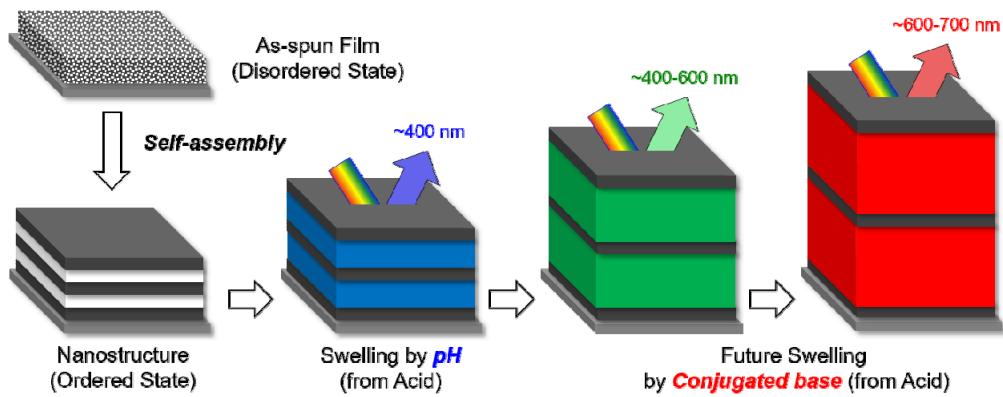 As-spun Film
(Disordered State)
Self-assembly
~400 nm
~400-600 nm
~600-700 nm
Nanostructure
(Ordered State)
Swelling by pH
(from Acid)
Future Swelling
by Conjugated base (from Acid)